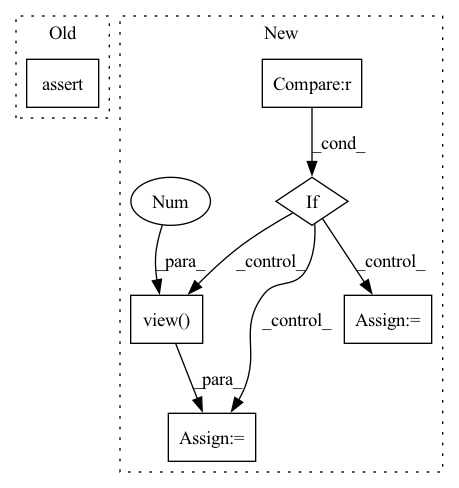 Old
New
assert
Compare:r
_cond_
Num
If
_para_
_control_
_control_
_control_
view()
Assign:=
_para_
Assign:=